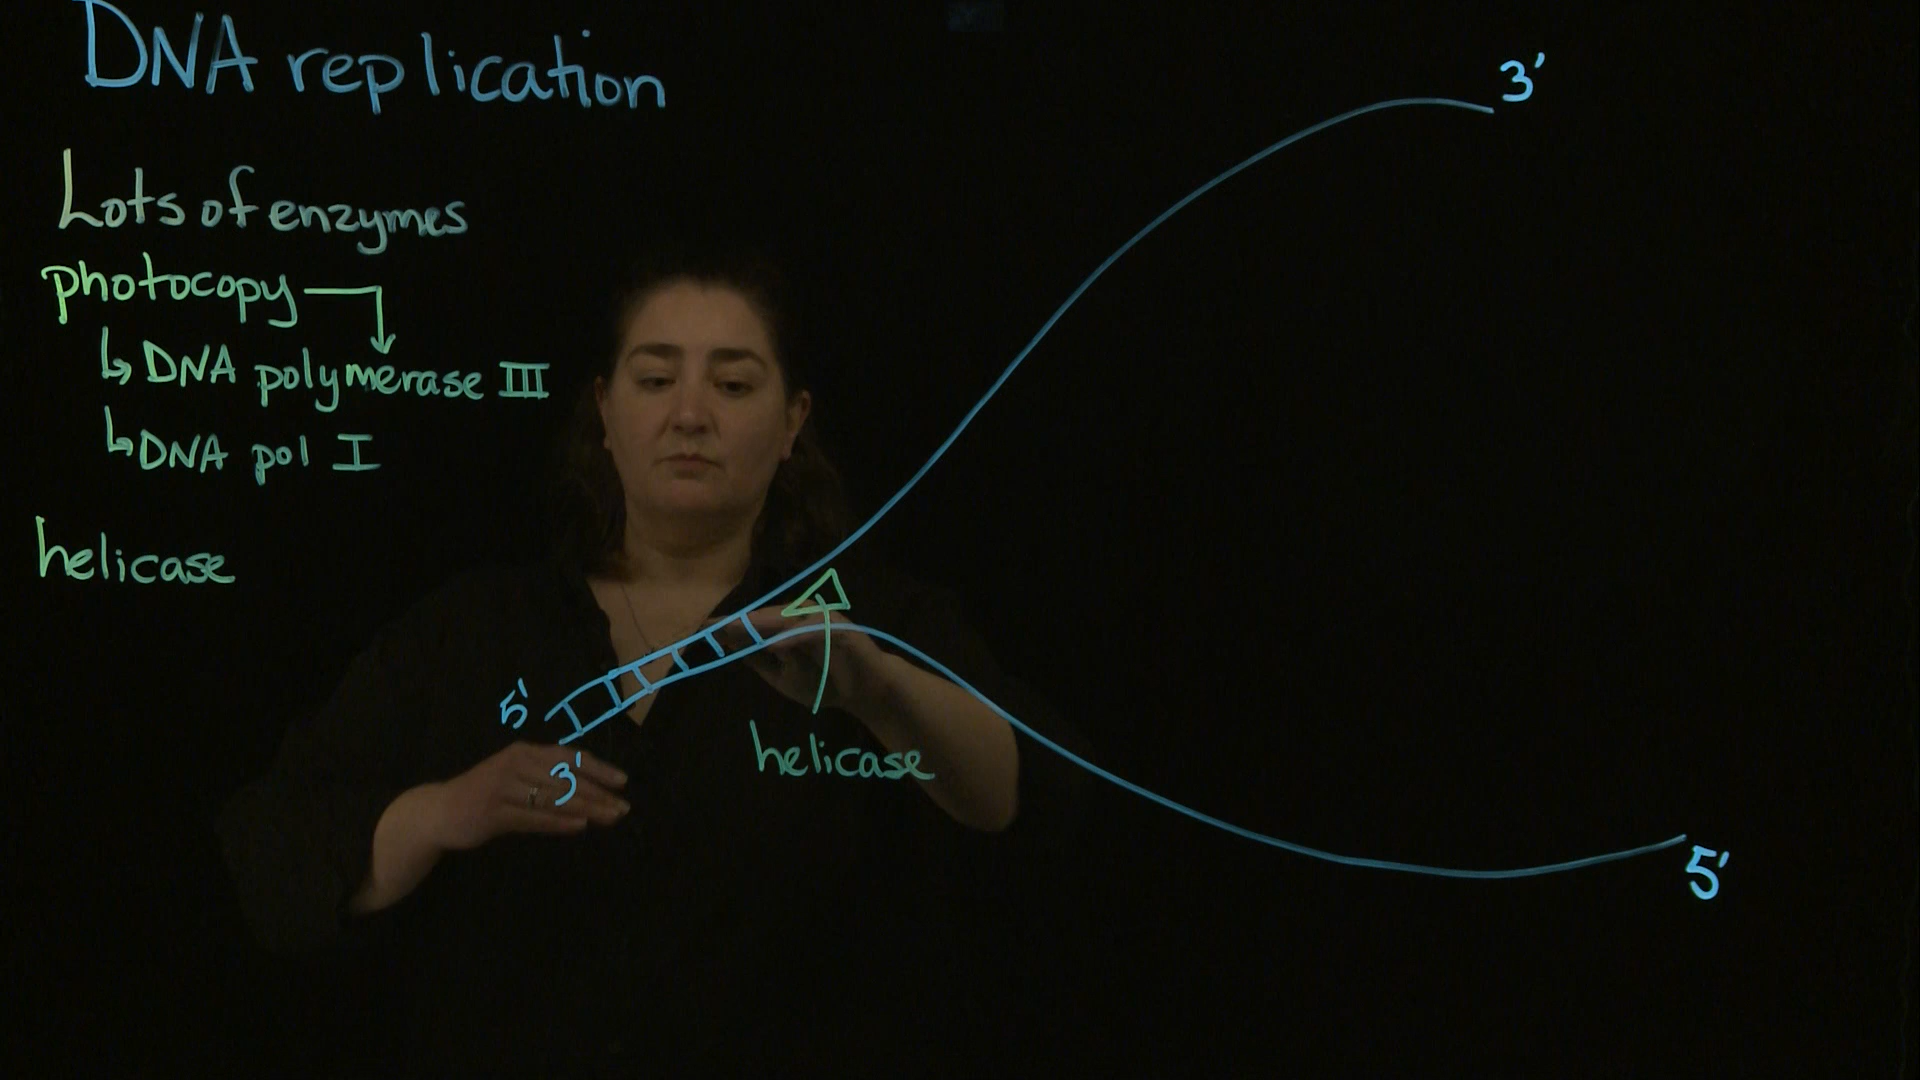 DNA replication
Lots of enzymes
photocopy
↳ DNA polymerase III
↳ DNA pol I
helicase
3'
5'
3'
helicase
5'